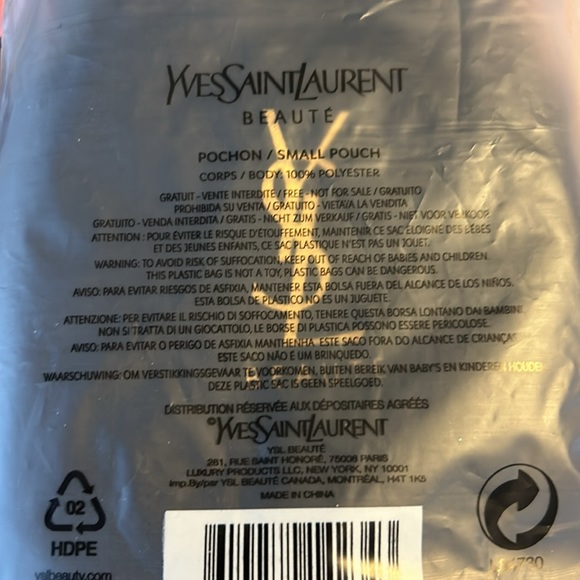 YVESSAINTLAURENT
BEAUTÉ
POCHON / SMALL POUCH
CORPS / BODY: 100% POLYESTER
GRATUIT - VENTE INTERDITE / FREE - NOT FOR SALE / GRATUITO
PROHIBIDA SU VENTA / GRATUITO - VIETATA LA VENDITA
GRATUITO - VENDA INTERDITA / GRATIS - NICHT ZUM VERKAUF / GRATIS - NIET VOOR VERKOOP
ATTENTION : POUR ÉVITER LE RISQUE D'ÉTOUFFEMENT, MAINTENIR CE SAC ÉLOIGNE DES BÉBÉS
ET DES JEUNES ENFANTS, CE SAC PLASTIQUE N'EST PAS UN JOUET.
WARNING: TO AVOID RISK OF SUFFOCATION, KEEP OUT OF REACH OF BABIES AND CHILDREN.
THIS PLASTIC BAG IS NOT A TOY, PLASTIC BAGS CAN BE DANGEROUS.
AVISO: PARA EVITAR RIESGOS DE ASFIXIA, MANTENER ESTA BOLSA FUERA DEL ALCANCE DE LOS NIÑOS.
ESTA BOLSA DE PLASTICO NO ES UN JUGUETE.
ATTENZIONE: PER EVITARE IL RISCHIO DI SOFFOCAMENTO, TENERE QUESTA BORSA LONTANO DAI BAMBINI
NON SI TRATTA DI UN GIOCATTOLO, LE BORSE DI PLASTICA POSSONO ESSERE PERICOLOSE.
AVISO: PARA EVITAR O PERIGO DE ASFIXIA MANTHENHA ESTE SACO FORA DO ALCANCE DE CRIANÇAS
ESTE SACO NÃO É UM BRINQUEDO.
WAARSCHUWING: OM VERSTIKKINGSGEVAAR TE VOORKOMEN, BUITEN BEREIK VAN BABY'S EN KINDEREN HOUDE
DEZE PLASTIC SAC IS GEEN SPEELGOED.
DISTRIBUTION RÉSERVÉE AUX DÉPOSITAIRES AGRÉÉS
©YVESSAINTLAURENT
YSL BEAUTÉ
281, RUE SAINT HONORÉ, 75008 PARIS
LUXURY PRODUCTS LLC, NEW YORK, NY 10001
Imp.By/par YSL BEAUTÉ CANADA, MONTRÉAL, H4T 1K5
MADE IN CHINA
02
HDPE
yslbeauty.com